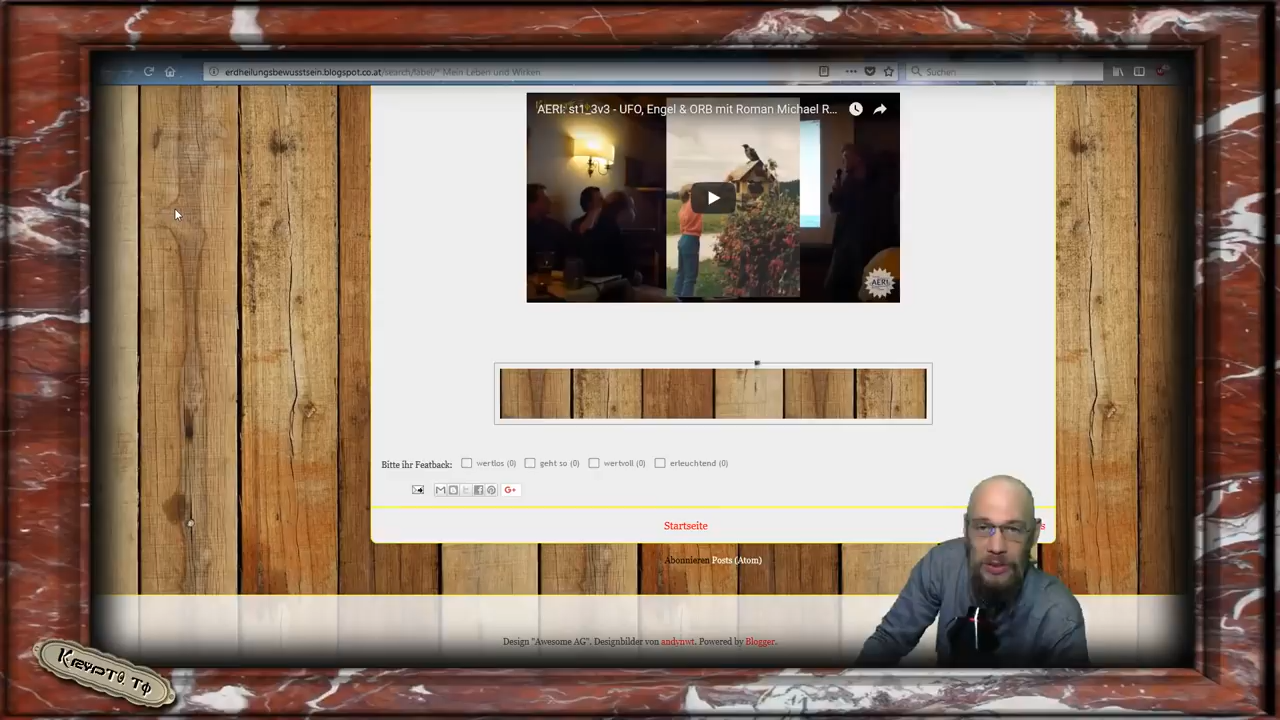 erdheilungsbewusstsein.blogspot.co.at/search/label/* Mein Leben und Wirken
Suchen
AERI: st1_3v3 - UFO, Engel & ORB mit Roman Michael R...
AERI
Bitte ihr Featback: wertlos (0) geht so (0) wertvoll (0) erleuchtend (0)
G+
Startseite
s
Abonnieren Posts (Atom)
Design "Awesome AG". Designbilder von andynwt. Powered by Blogger.
Krypto.Tφ